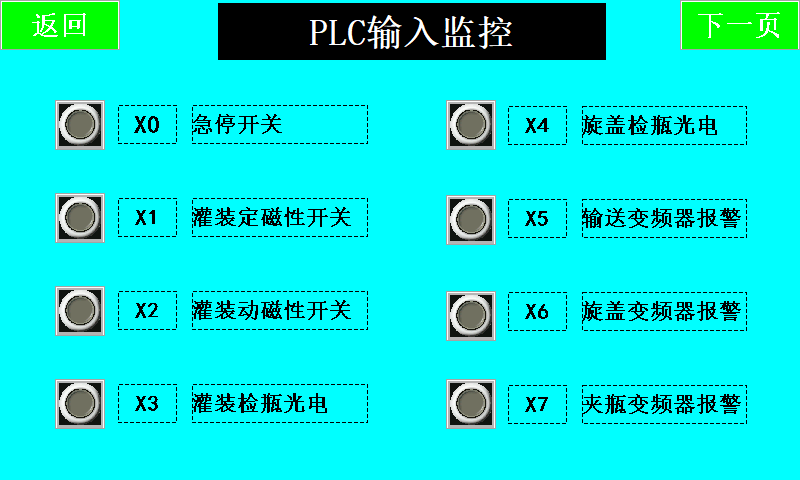 返回
PLC输入监控
下一页
X0 急停开关
X4 旋盖检瓶光电
X1 灌装定磁性开关
X5 输送变频器报警
X2 灌装动磁性开关
X6 旋盖变频器报警
X3 灌装检瓶光电
X7 夹瓶变频器报警